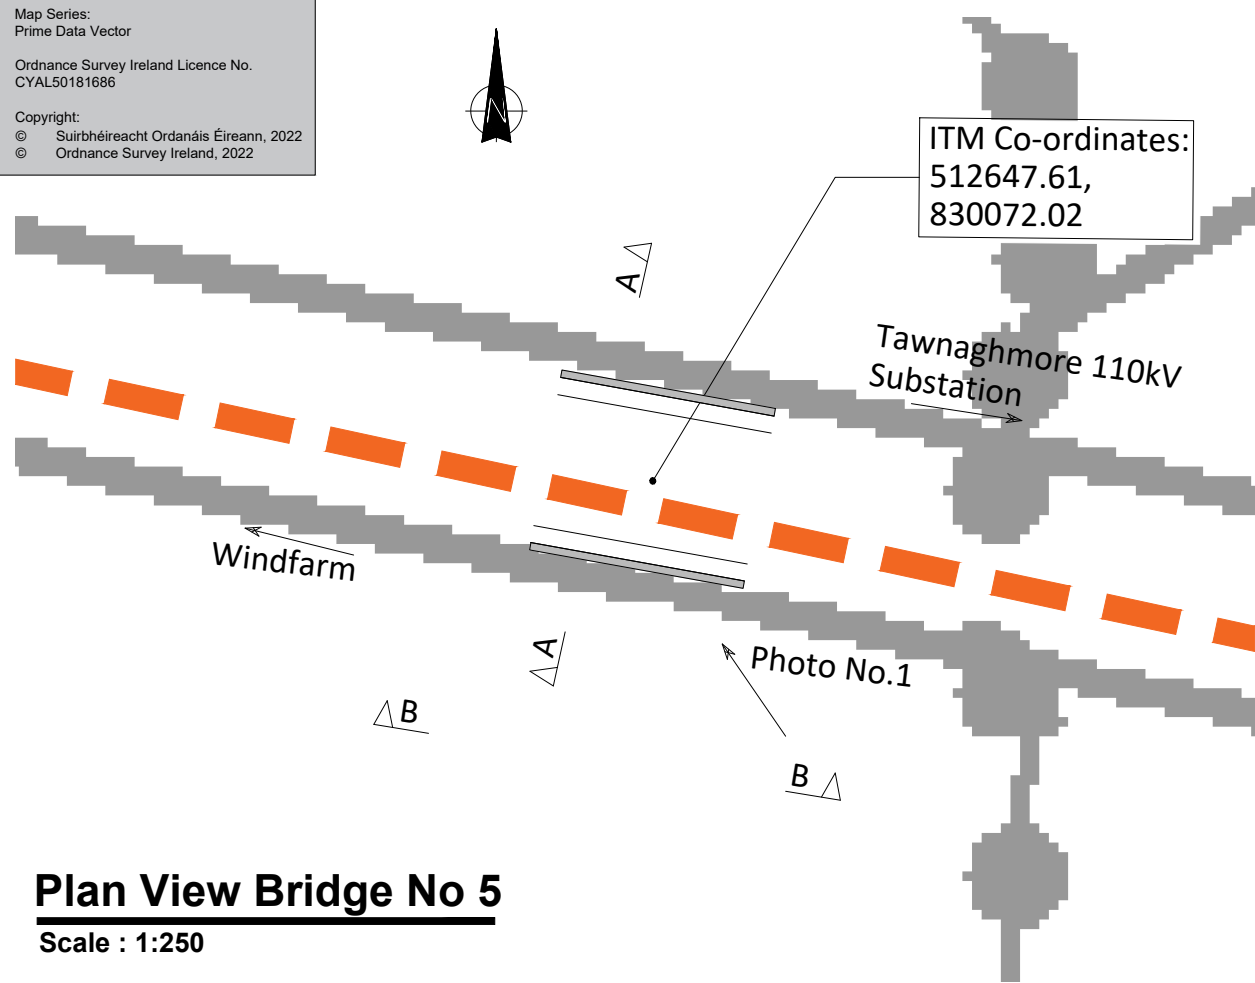 Map Series:
Prime Data Vector
Ordnance Survey Ireland Licence No.
CYAL50181686
Copyright:
© Suirbhéireacht Ordanáis Éireann, 2022
© Ordnance Survey Ireland, 2022
N
ITM Co-ordinates:
512647.61,
830072.02
A
Tawnaghmore 110kV
Substation
Windfarm
A
Photo No.1
B
B
Plan View Bridge No 5
Scale : 1:250